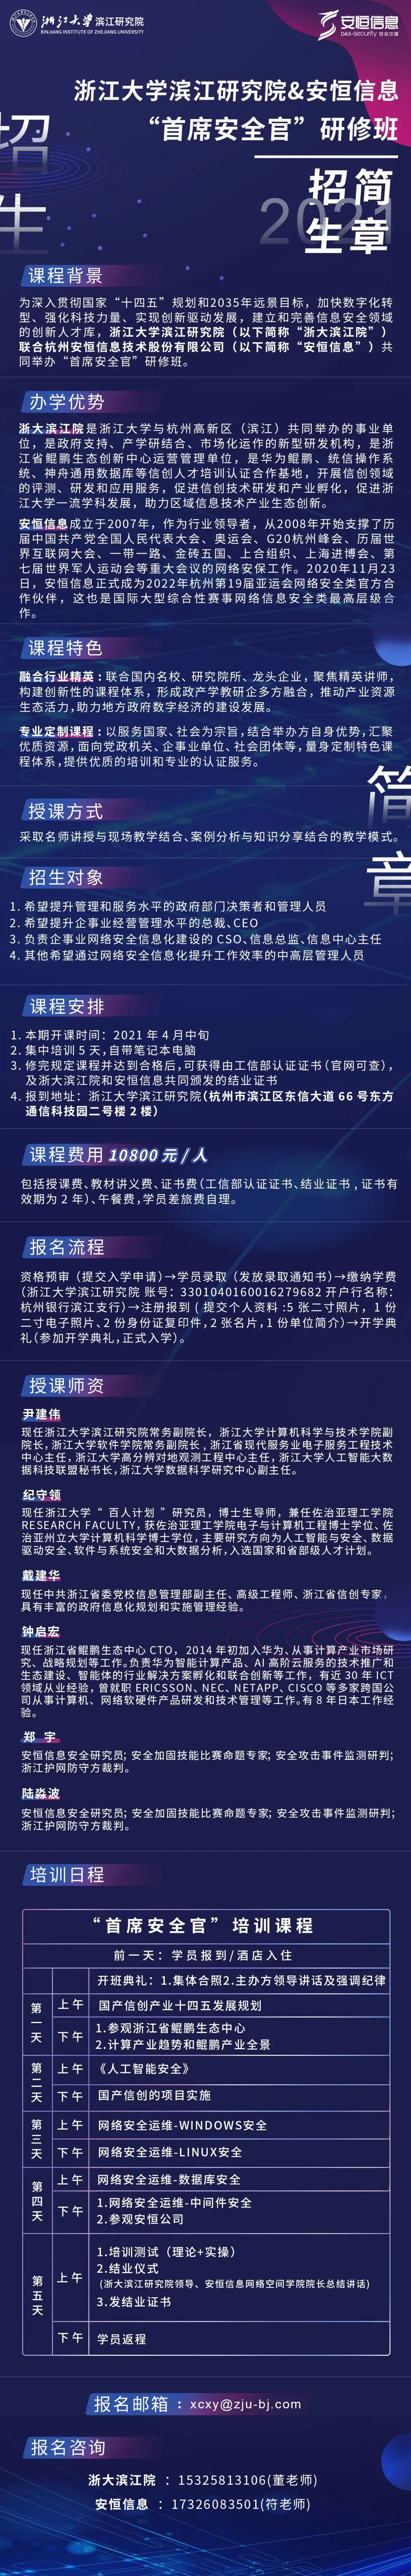 浙江大学滨江研究院
BINJIANG INSTITUTE OF ZHEJIANG UNIVERSITY
安恒信息
DAS-security
浙江大学滨江研究院&安恒信息
“首席安全官”研修班
招生
2021
招生简章
课程背景
为深入贯彻国家“十四五”规划和2035年远景目标，加快数字化转
型、强化科技力量、实现创新驱动发展，建立和完善信息安全领域
的创新人才库，浙江大学滨江研究院（以下简称“浙大滨江院”）
联合杭州安恒信息技术股份有限公司（以下简称“安恒信息”）共
同举办“首席安全官”研修班。
办学优势
浙大滨江院是浙江大学与杭州高新区（滨江）共同举办的事业单
位，是政府支持、产学研结合、市场化运作的新型研发机构，是浙
江省鲲鹏生态创新中心运营管理单位，是华为鲲鹏、统信操作系
统、神舟通用数据库等信创人才培训认证合作基地，开展信创领域
的评测、研发和应用服务，促进信创技术研发和产业孵化，促进浙
江大学一流学科发展，助力区域信息技术产业生态创新。
安恒信息成立于2007年，作为行业领导者，从2008年开始支撑了历
届中国共产党全国人民代表大会、奥运会、G20杭州峰会、历届世
界互联网大会、一带一路、金砖五国、上合组织、上海进博会、第
七届世界军人运动会等重大会议的网络安保工作。2020年11月23
日，安恒信息正式成为2022年杭州第19届亚运会网络安全类官方合
作伙伴，这也是国际大型综合性赛事网络信息安全类最高层级合
作。
课程特色
融合行业精英：联合国内名校、研究院所、龙头企业，聚焦精英讲师，
构建创新性的课程体系，形成政产学教研企多方融合，推动产业资源
生态活力，助力地方政府数字经济的建设发展。
专业定制课程：以服务国家、社会为宗旨，结合举办方自身优势，汇聚
优质资源，面向党政机关、企事业单位、社会团体等，量身定制特色课
程体系，提供优质的培训和专业的认证服务。
简章
授课方式
采取名师讲授与现场教学结合、案例分析与知识分享结合的教学模式。
招生对象
1. 希望提升管理和服务水平的政府部门决策者和管理人员
2. 希望提升企事业经营管理水平的总裁、CEO
3. 负责企事业网络安全信息化建设的 CSO、信息总监、信息中心主任
4. 其他希望通过网络安全信息化提升工作效率的中高层管理人员
课程安排
1. 本期开课时间：2021 年 4 月中旬
2. 集中培训 5 天，自带笔记本电脑
3. 修完规定课程并达到合格后，可获得由工信部认证证书（官网可查），
及浙大滨江院和安恒信息共同颁发的结业证书
4. 报到地址：浙江大学滨江研究院（杭州市滨江区东信大道 66 号东方
通信科技园二号楼 2 楼）
课程费用 10800 元 / 人
包括授课费、教材讲义费、证书费（工信部认证证书、结业证书，证书有
效期为 2 年）、午餐费，学员差旅费自理。
报名流程
资格预审（提交入学申请）→学员录取（发放录取通知书）→缴纳学费
（浙江大学滨江研究院 账号：3301040160016279682 开户行名称：
杭州银行滨江支行）→注册报到（提交个人资料：5 张二寸照片，1 份
二寸电子照片、2 份身份证复印件，2 张名片，1 份单位简介）→开学典
礼（参加开学典礼，正式入学）。
授课师资
尹建伟
现任浙江大学滨江研究院常务副院长，浙江大学计算机科学与技术学院副
院长，浙江大学软件学院常务副院长，浙江省现代服务业电子服务工程技术
中心主任，浙江大学高分辨对地观测工程中心主任，浙江大学人工智能大数
据科技联盟秘书长，浙江大学数据科学研究中心副主任。
纪守领
现任浙江大学“百人计划”研究员，博士生导师，兼任佐治亚理工学院
RESEARCH FACULTY，获佐治亚理工学院电子与计算机工程博士学位、佐
治亚州立大学计算机科学博士学位，主要研究方向为人工智能与安全、数据
驱动安全、软件与系统安全和大数据分析，入选国家和省部级人才计划。
戴建华
现任中共浙江省委党校信息管理部副主任、高级工程师、浙江省信创专家，
具有丰富的政府信息化规划和实施管理经验。
钟启宏
现任浙江省鲲鹏生态中心 CTO，2014 年初加入华为、从事计算产业市场研
究、战略规划等工作。负责华为智能计算产品、AI 高阶云服务的技术推广和
生态建设、智能体的行业解决方案孵化和联合创新等工作，有近 30 年 ICT
领域从业经验，曾就职 ERICSSON、NEC、NETAPP、CISCO 等多家跨国公
司从事计算机、网络软硬件产品研发和技术管理等工作。有 8 年日本工作经
验。
郑 宇
安恒信息安全研究员；安全加固技能比赛命题专家；安全攻击事件监测研判；
浙江护网防守方裁判。
陆淼波
安恒信息安全研究员；安全加固技能比赛命题专家；安全攻击事件监测研判；
浙江护网防守方裁判。
培训日程
“首席安全官”培训课程
前一天：学员报到/酒店入住
开班典礼：1.集体合照2.主办方领导讲话及强调纪律
第一天
上午 国产信创产业十四五发展规划
下午 1.参观浙江省鲲鹏生态中心
2.计算产业趋势和鲲鹏产业全景
第二天
上午 《人工智能安全》
下午 国产信创的项目实施
第三天
上午 网络安全运维-WINDOWS安全
下午 网络安全运维-LINUX安全
第四天
上午 网络安全运维-数据库安全
下午 1.网络安全运维-中间件安全
2.参观安恒公司
第五天
上午 1.培训测试（理论+实操）
2.结业仪式
(浙大滨江研究院领导、安恒信息网络空间学院院长总结讲话)
3.发结业证书
下午 学员返程
报名邮箱：xcxy@zju-bj.com
报名咨询
浙大滨江院 ：15325813106(董老师)
安恒信息 ：17326083501(符老师)